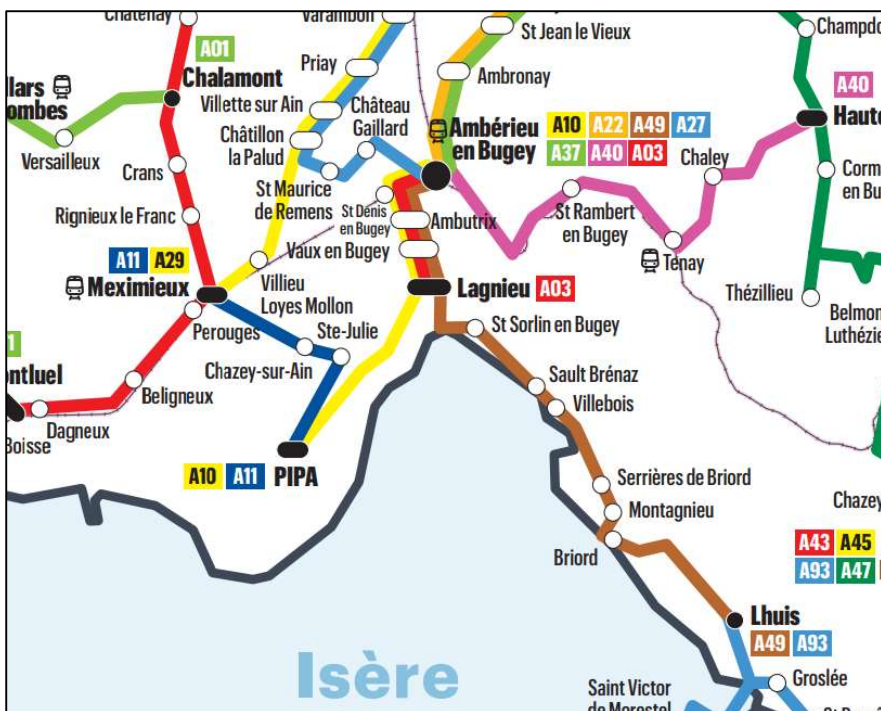 Châtenay
Varambon
St Jean le Vieux
Champdo
A01
Chalamont
Priay
Ambronay
A40
llars
ombes
Villette sur Ain
Château
Gaillard
Châtillon
la Palud
Ambérieu
en Bugey
A10 A22 A49 A27
A37 A40 A03
Haute
Versailleux
Crans
St Maurice
de Remens
Chaley
Corm
en Bu
St Denis
en Bugey
Ambutrix
St Rambert
en Bugey
Rignieux le Franc
Vaux en Bugey
Tenay
A11 A29
Meximieux
Villieu
Loyes Mollon
Lagnieu A03
Thézillieu
Belmon
Luthézie
Perouges
Ste-Julie
St Sorlin en Bugey
1
ontluel
Chazey-sur-Ain
Beligneux
Sault Brénaz
Villebois
Dagneux
Boisse
A10 A11 PIPA
Serrières de Briord
Montagnieu
Chazey
Briord
A43 A45
A93 A47
Lhuis
A49 A93
Isère
Saint Victor
de Morestel
Groslée